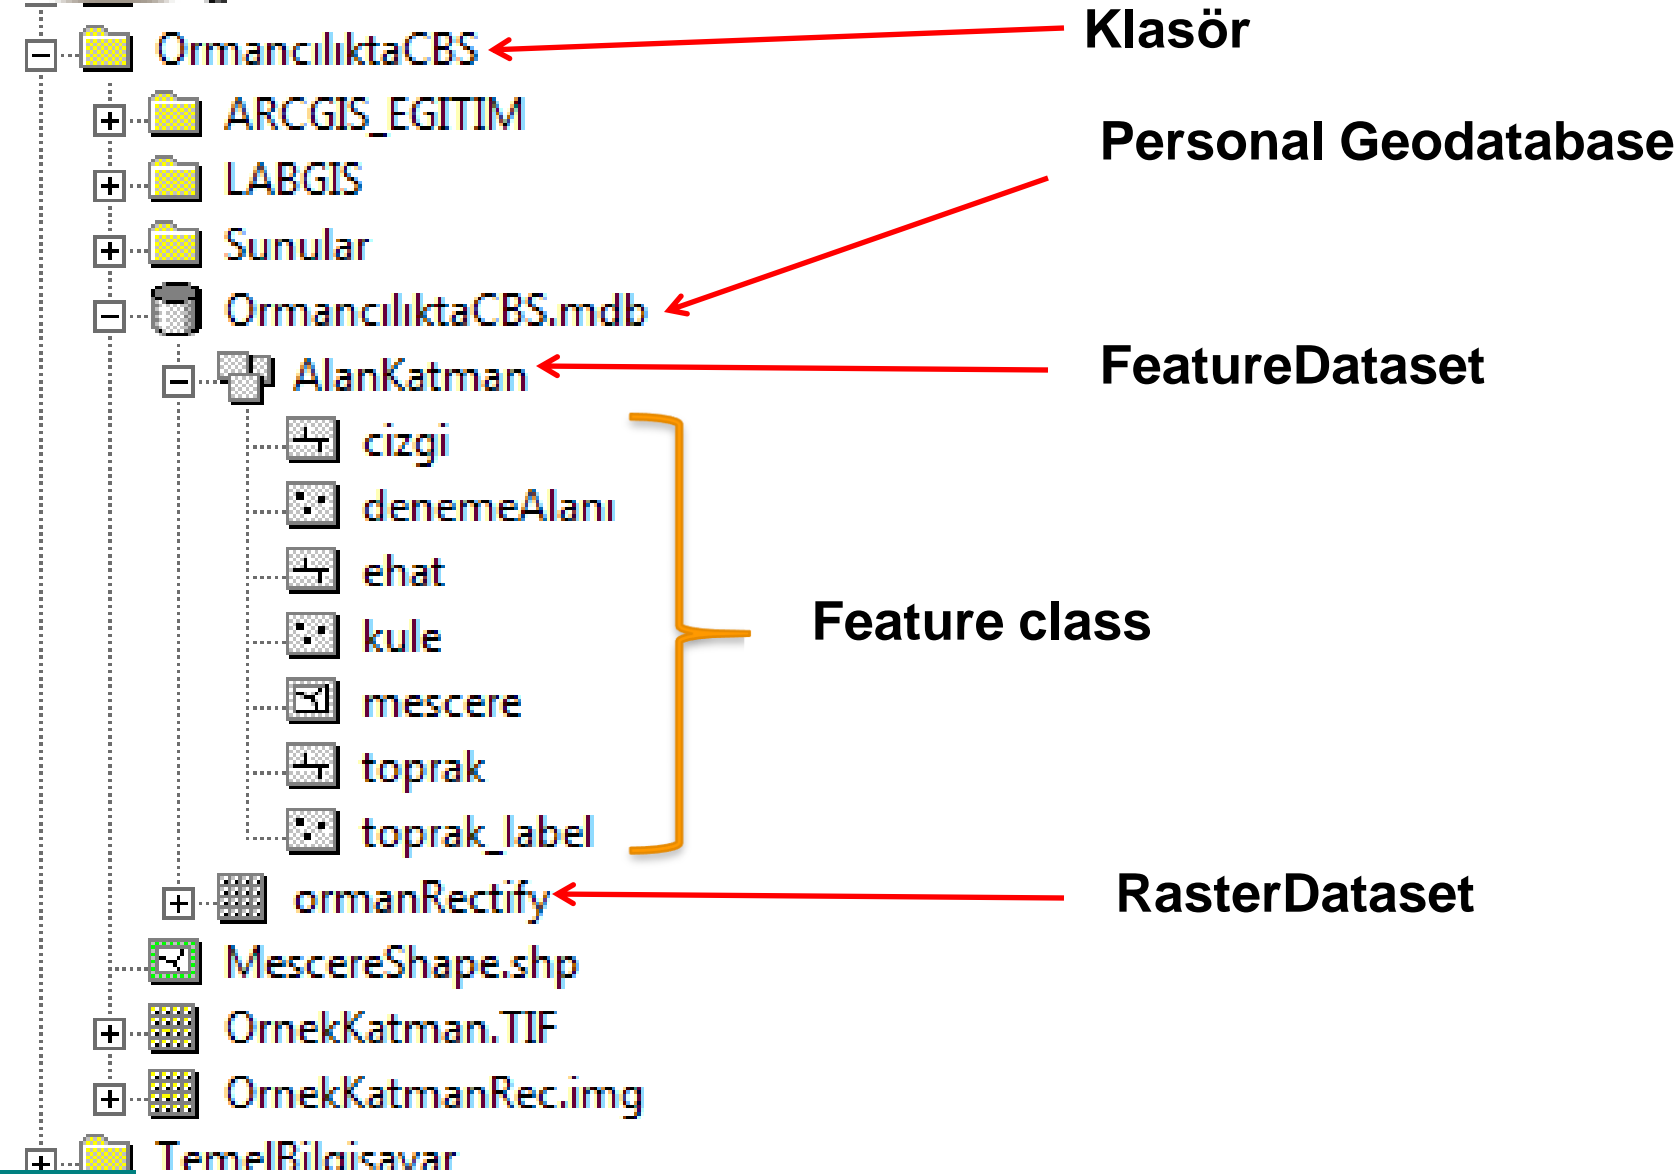 OrmancılıktaCBS
Klasör
ARCGIS_EGITIM
Personal Geodatabase
LABGIS
Sunular
OrmancılıktaCBS.mdb
AlanKatman
FeatureDataset
cizgi
denemeAlanı
ehat
kule
Feature class
mescere
toprak
toprak_label
ormanRectify
RasterDataset
MescereShape.shp
OrnekKatman.TIF
OrnekKatmanRec.img
TemelBilgisayar